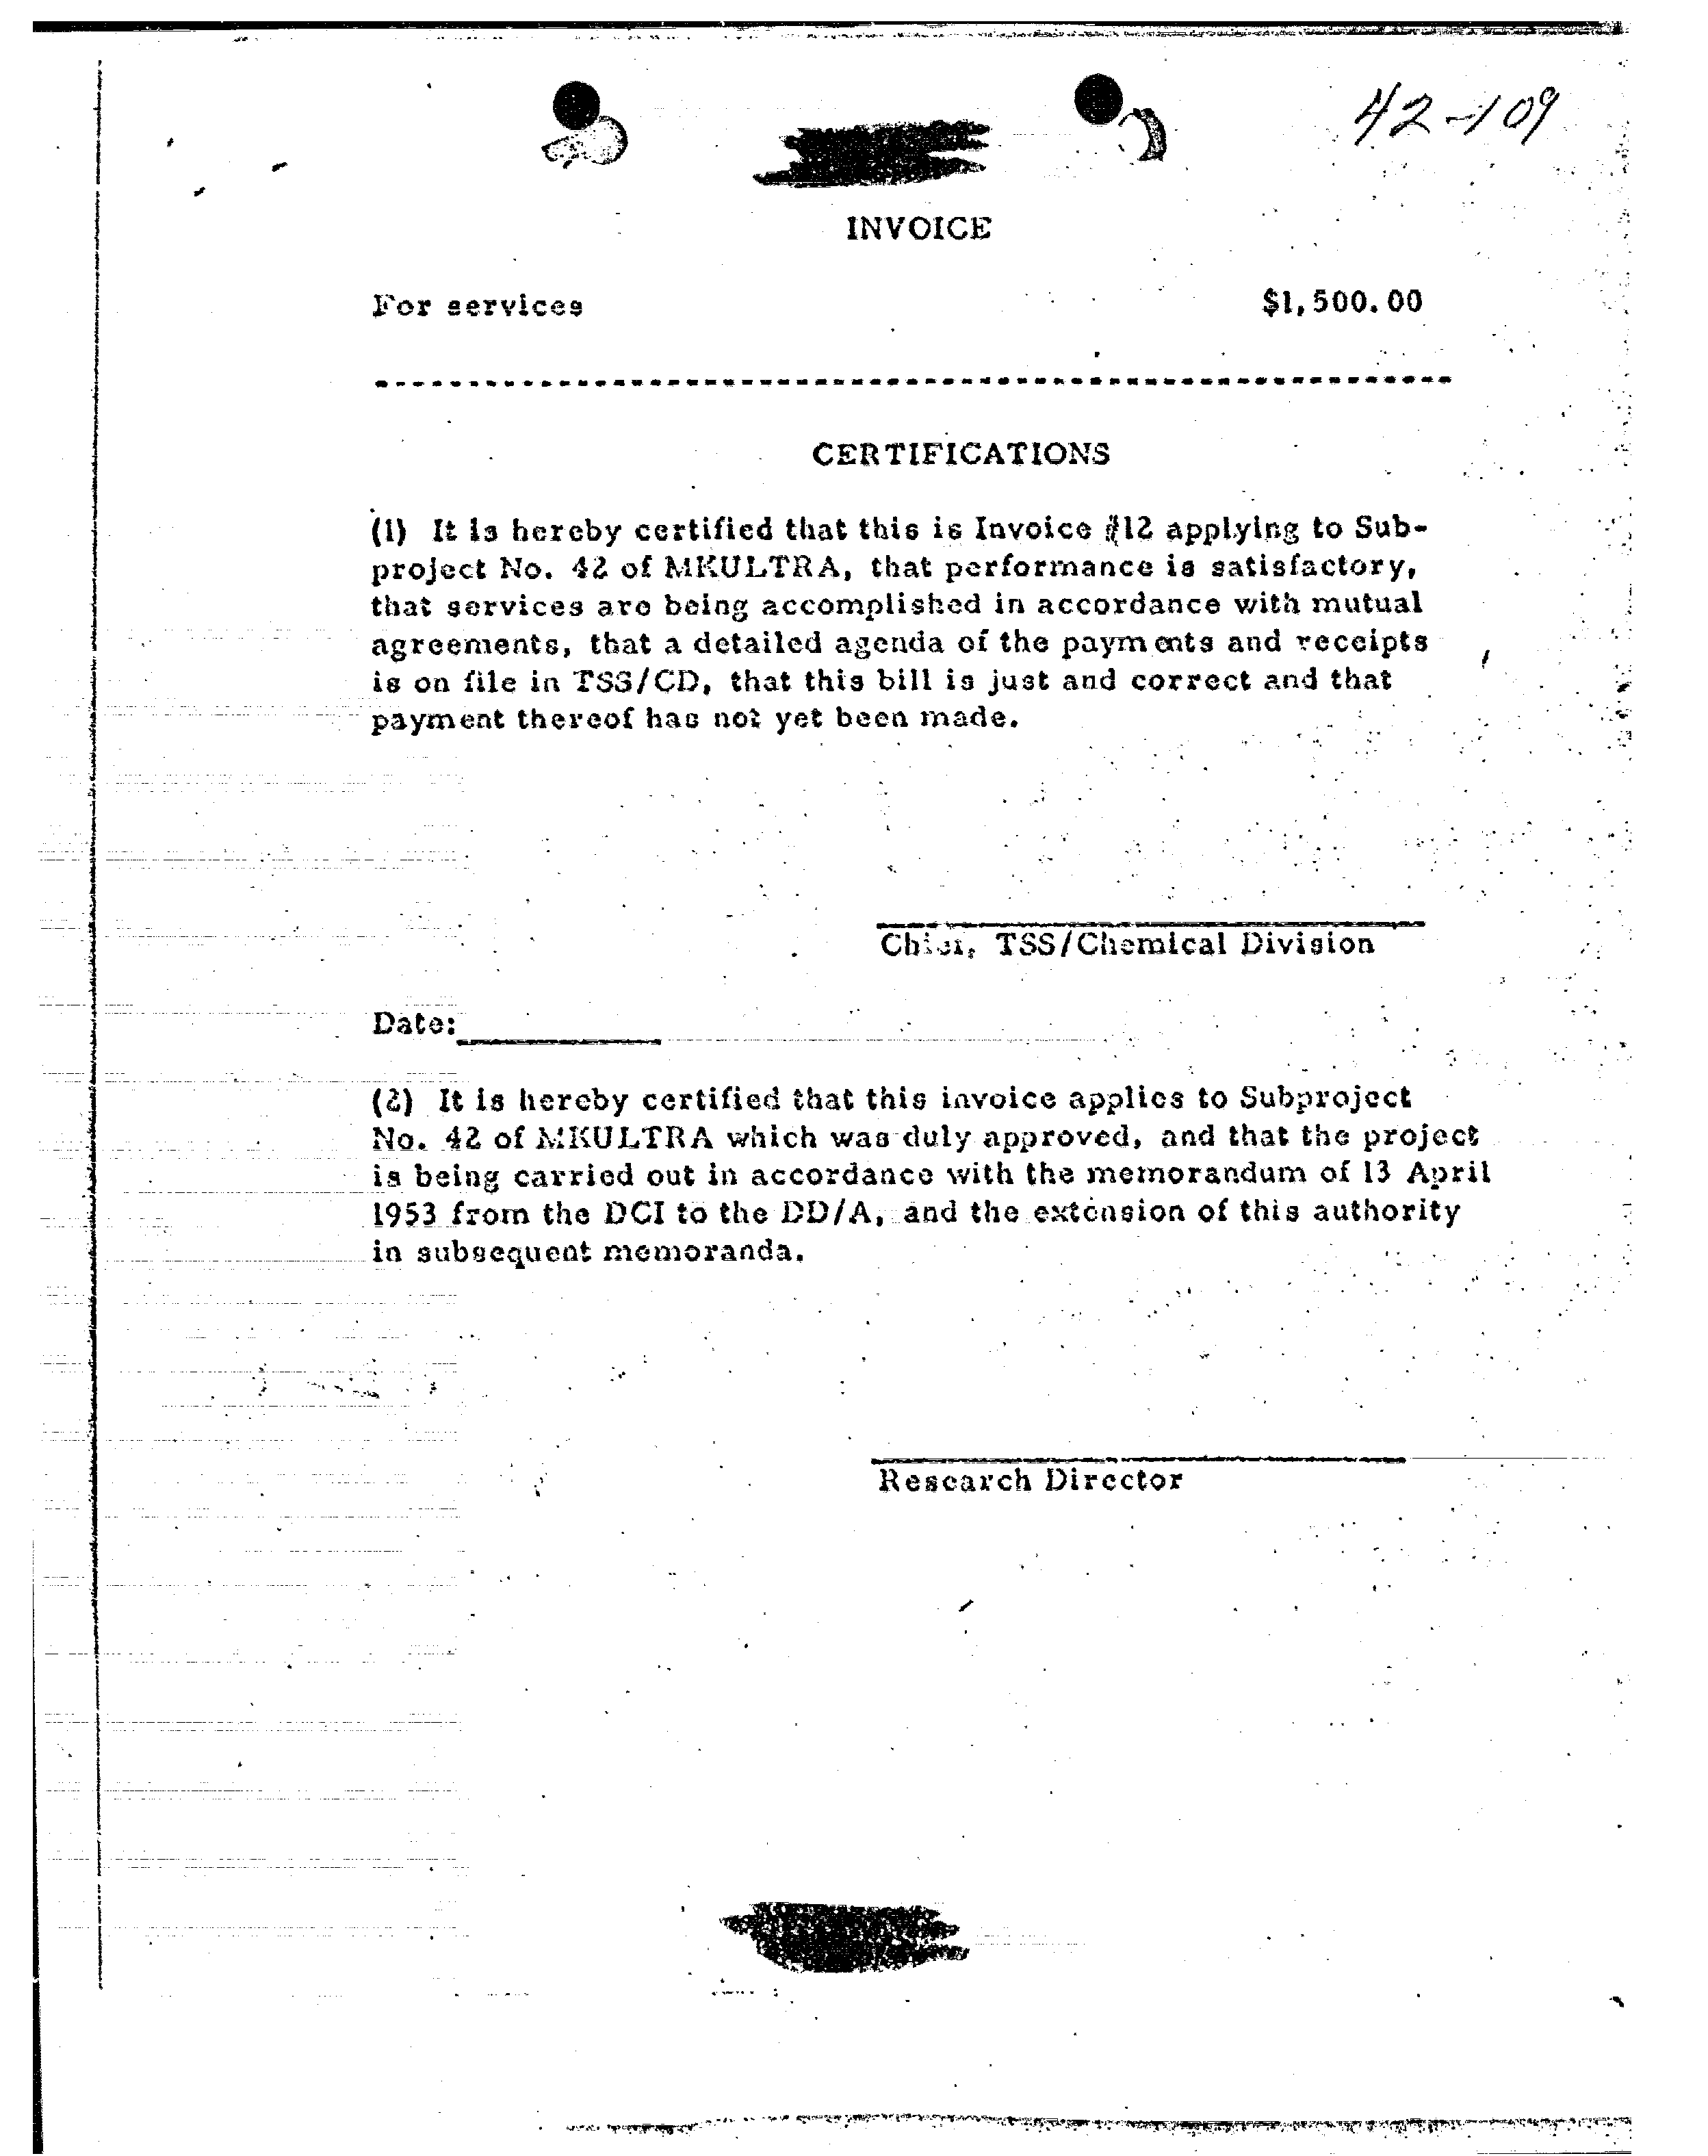 42-109
INVOICE
For services $1,500.00
CERTIFICATIONS
(1) It is hereby certified that this is Invoice #12 applying to Sub-
project No. 42 of MKULTRA, that performance is satisfactory,
that services are being accomplished in accordance with mutual
agreements, that a detailed agenda of the payments and receipts
is on file in TSS/CD, that this bill is just and correct and that
payment thereof has not yet been made.
Chief, TSS/Chemical Division
Date:
(2) It is hereby certified that this invoice applies to Subproject
No. 42 of MKULTRA which was duly approved, and that the project
is being carried out in accordance with the memorandum of 13 April
1953 from the DCI to the DD/A, and the extension of this authority
in subsequent memoranda.
Research Director